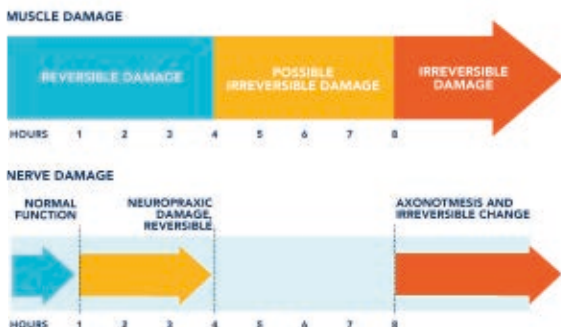 MUSCLE DAMAGE
REVERSIBLE DAMAGE
POSSIBLE
IRREVERSIBLE DAMAGE
IRREVERSIBLE
DAMAGE
HOURS 1 2 3 4 5 6 7 8
NERVE DAMAGE
NORMAL
FUNCTION
NEUROPRAXIC
DAMAGE,
REVERSIBLE
AXONOTMESIS AND
IRREVERSIBLE CHANGE
HOURS 1 2 3 4 5 6 7 8